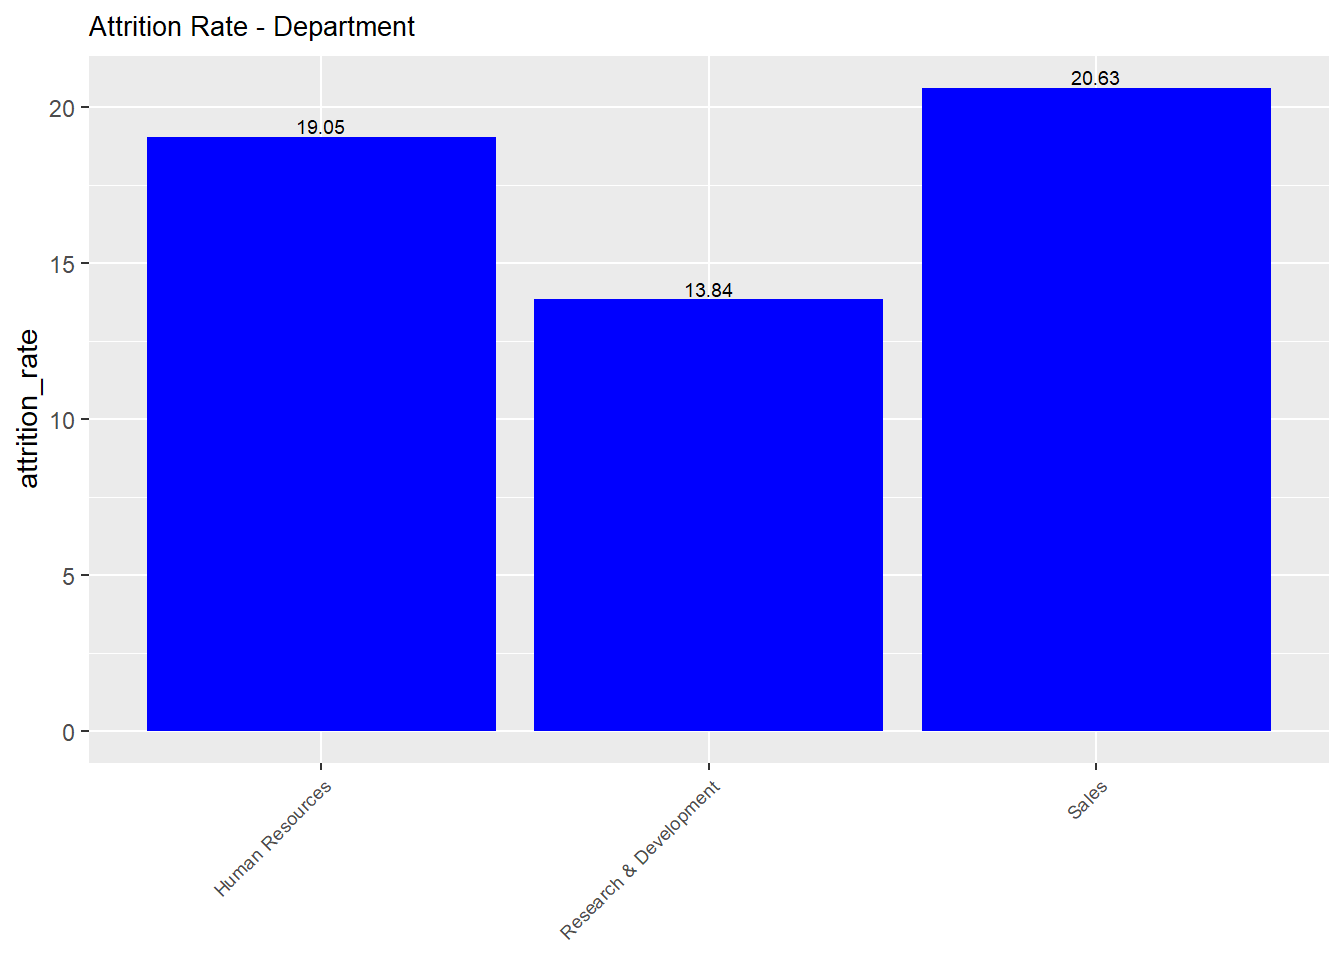 Attrition Rate - Department
attrition_rate
20
15
10
5
0
19.05
13.84
20.63
Human Resources
Research & Development
Sales